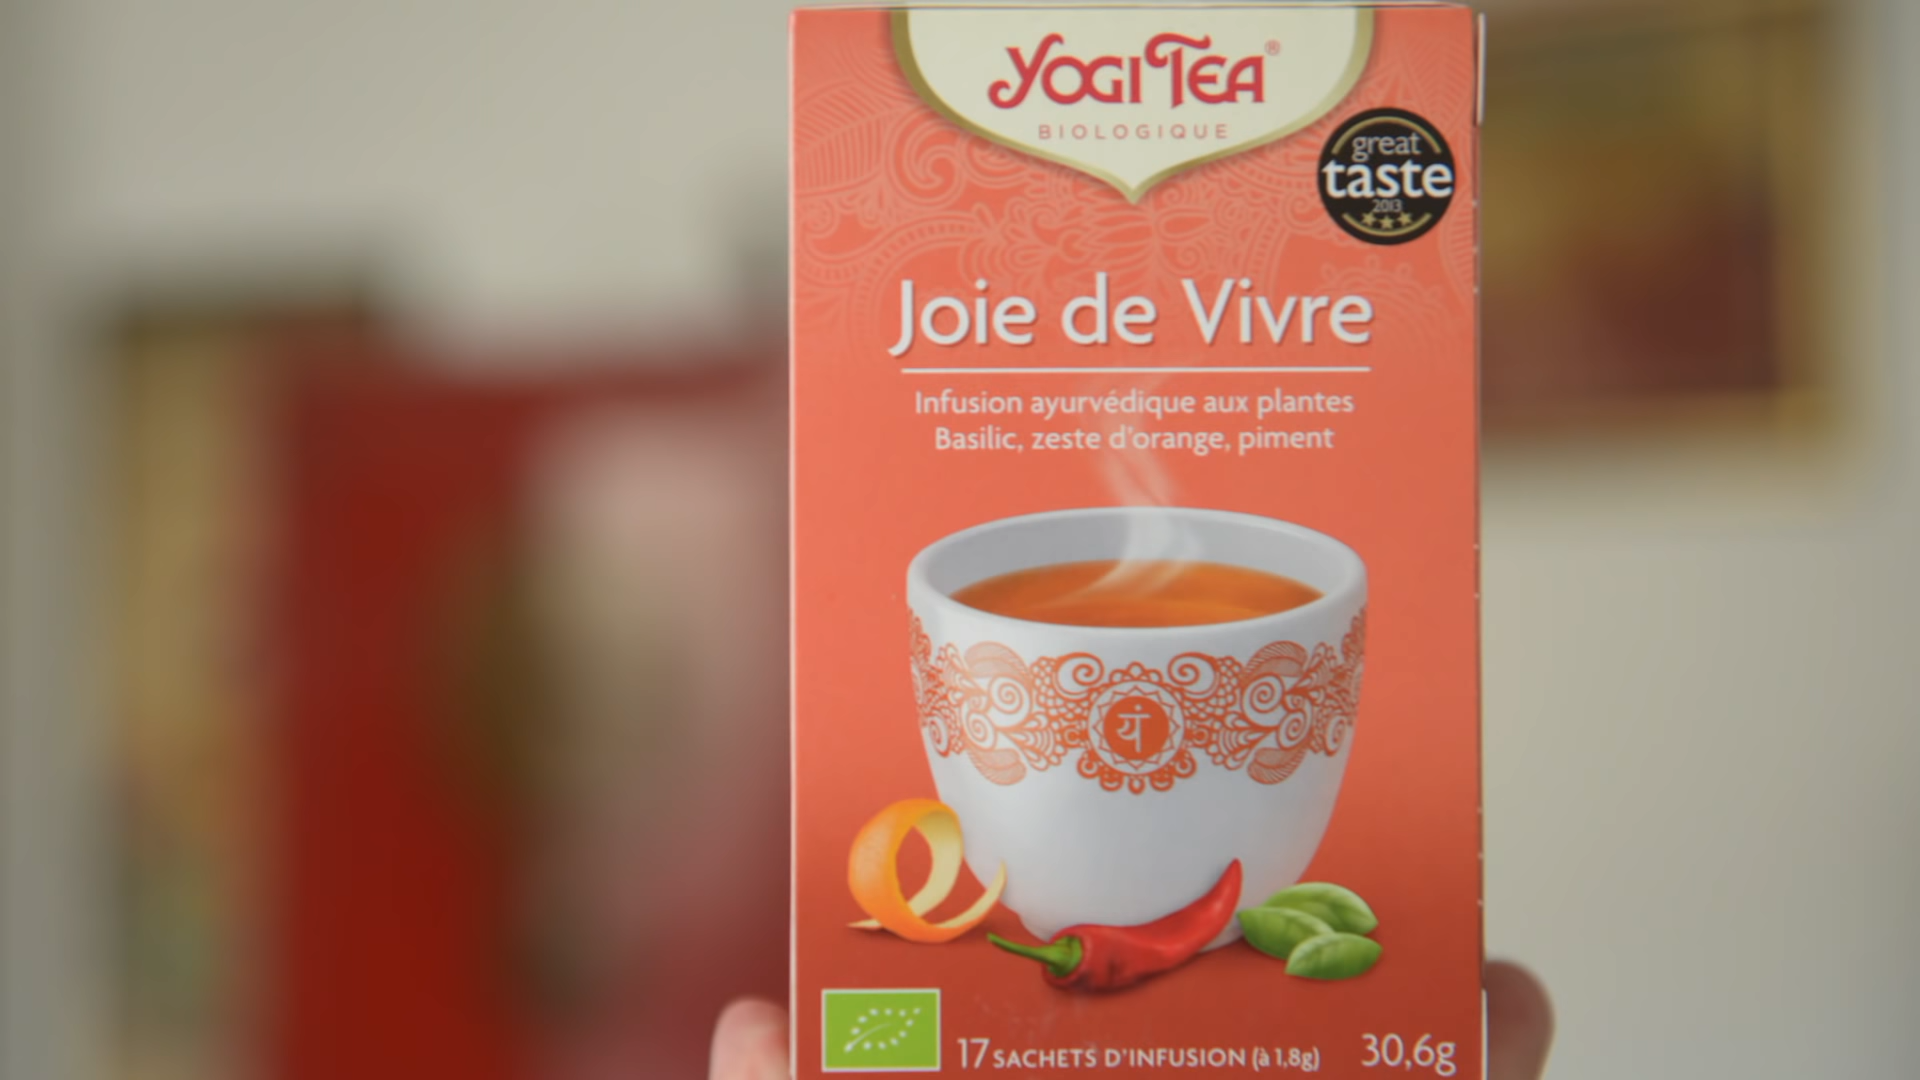 YOGI TEA®
BIOLOGIQUE
great
taste
2013
Joie de Vivre
Infusion ayurvédique aux plantes
Basilic, zeste d'orange, piment
यं
17 SACHETS D'INFUSION (à 1,8g) 30,6g